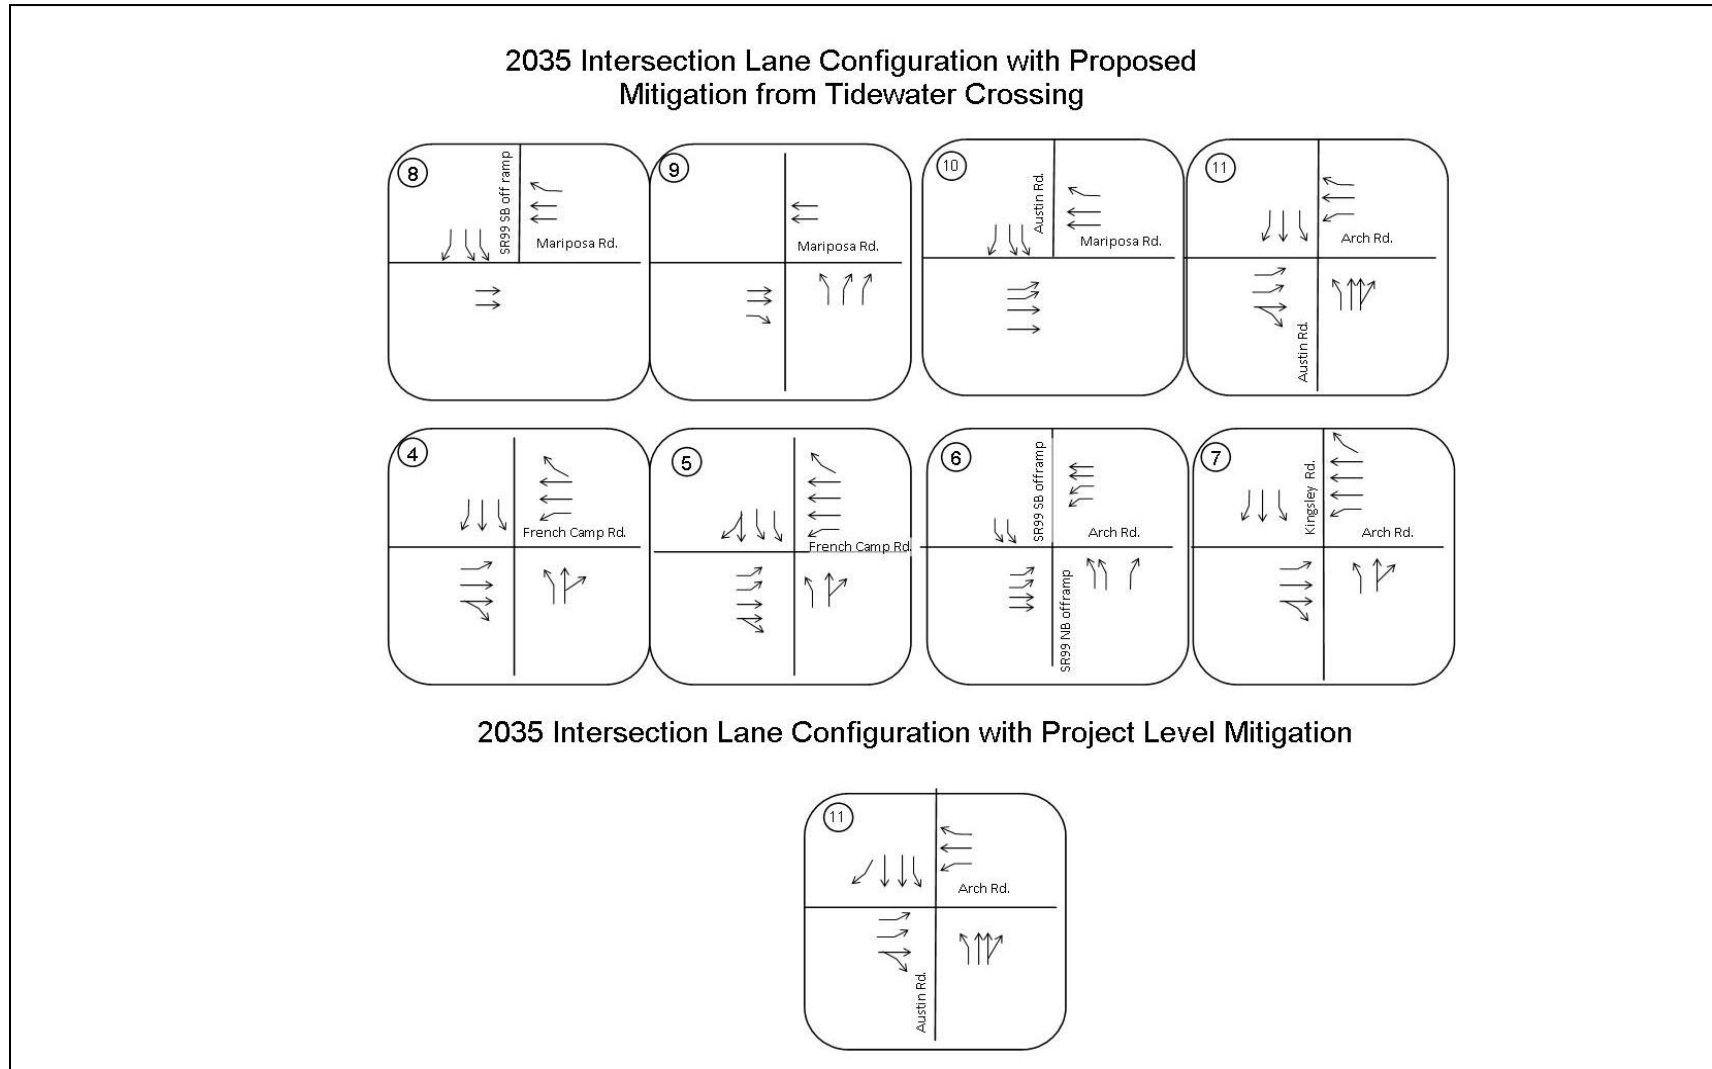 2035 Intersection Lane Configuration with Proposed
Mitigation from Tidewater Crossing
8
SR99 SB off ramp
Mariposa Rd.
9
Mariposa Rd.
10
Austin Rd.
Mariposa Rd.
11
Arch Rd.
Austin Rd.
4
French Camp Rd.
5
French Camp Rd.
6
SR99 SB offramp
Arch Rd.
SR99 NB offramp
7
Kingsley Rd.
Arch Rd.
2035 Intersection Lane Configuration with Project Level Mitigation
11
Arch Rd.
Austin Rd.